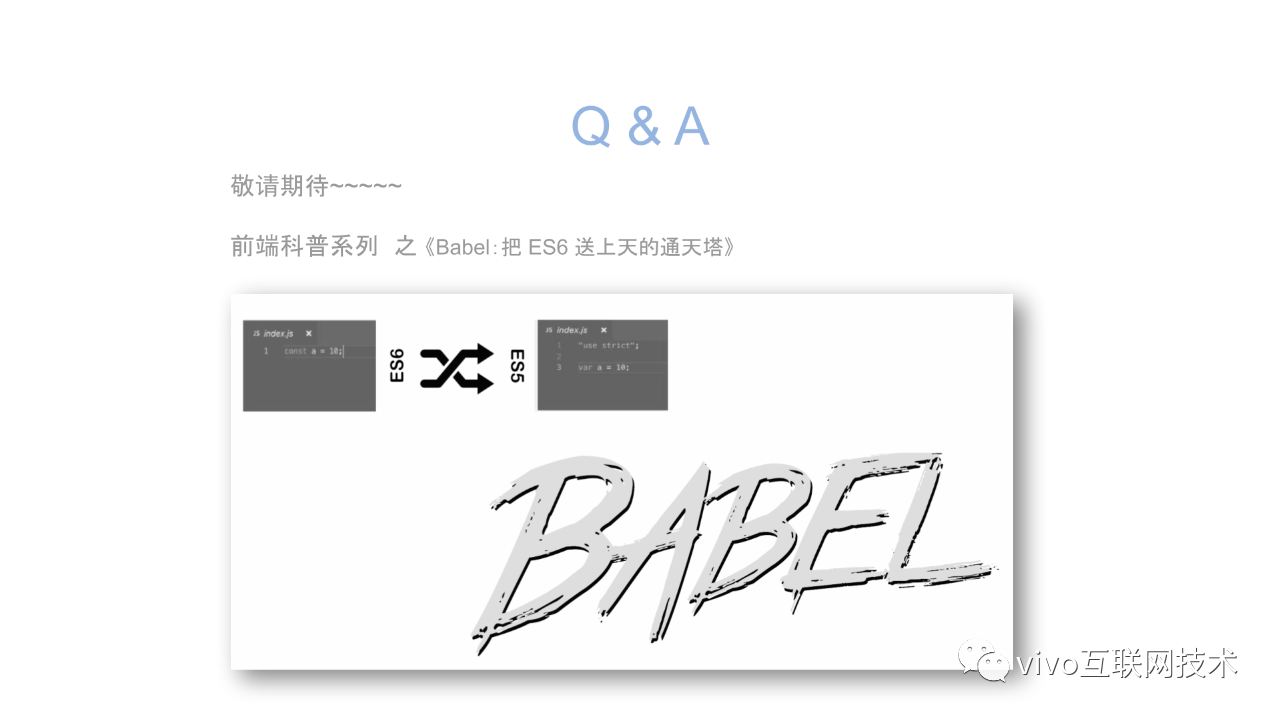 Q & A
敬请期待~~~~~
前端科普系列 之《Babel：把 ES6 送上天的通天塔》
JS index.js ×
1 const a = 10;
ES6
ES5
JS index.js ×
1 "use strict";
2
3 var a = 10;
BABEL
vivo互联网技术